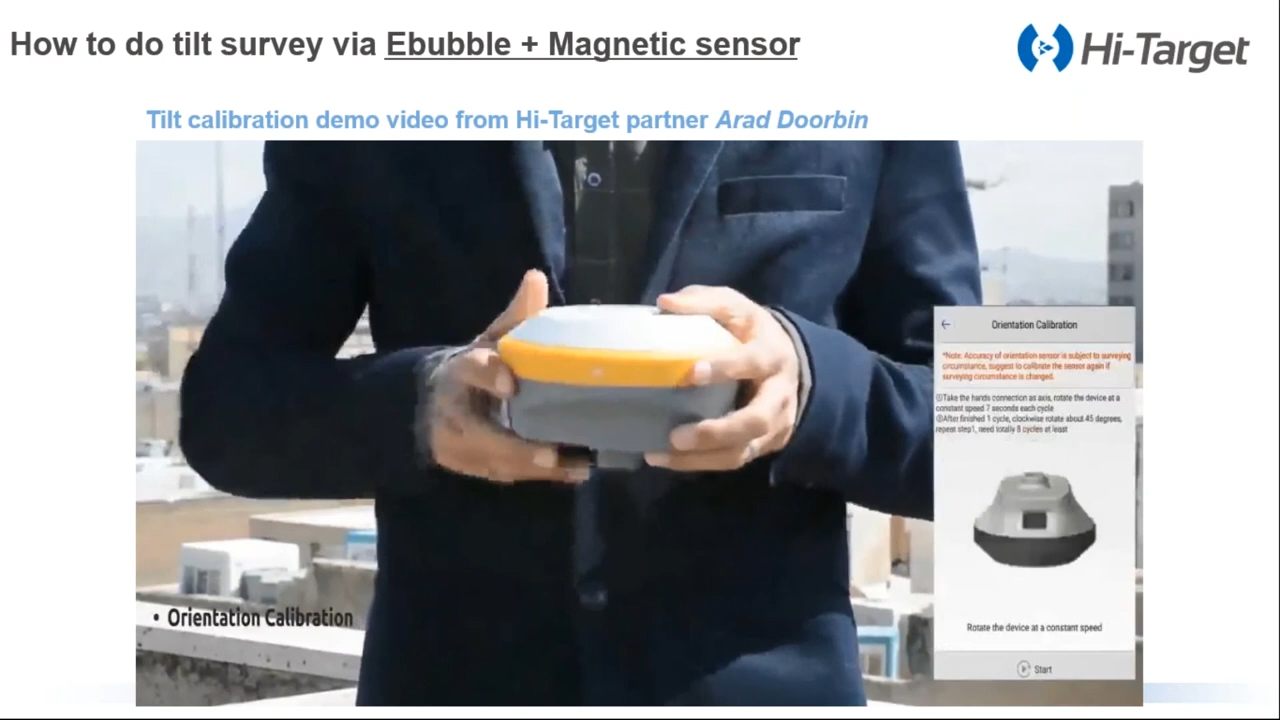 How to do tilt survey via Ebubble + Magnetic sensor
Hi-Target
Tilt calibration demo video from Hi-Target partner Arad Doorbin
Orientation Calibration
*Note: Accuracy of orientation sensor is subject to surveying
circumstance, suggest to calibrate the sensor again if
surveying circumstance is changed.
①Take the hands connection as axis, rotate the device at a
constant speed 7 seconds each cycle
②After finished 1 cycle, clockwise rotate about 45 degrees,
repeat step1, need totally 8 cycles at least
Rotate the device at a constant speed
Start
• Orientation Calibration